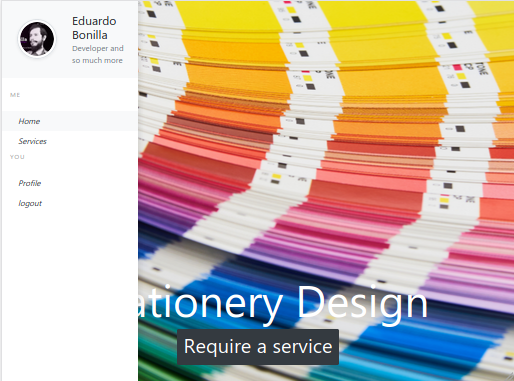 Eduardo
Bonilla
Developer and
so much more
ME
Home
Services
YOU
Profile
logout
ationery Design
Require a service